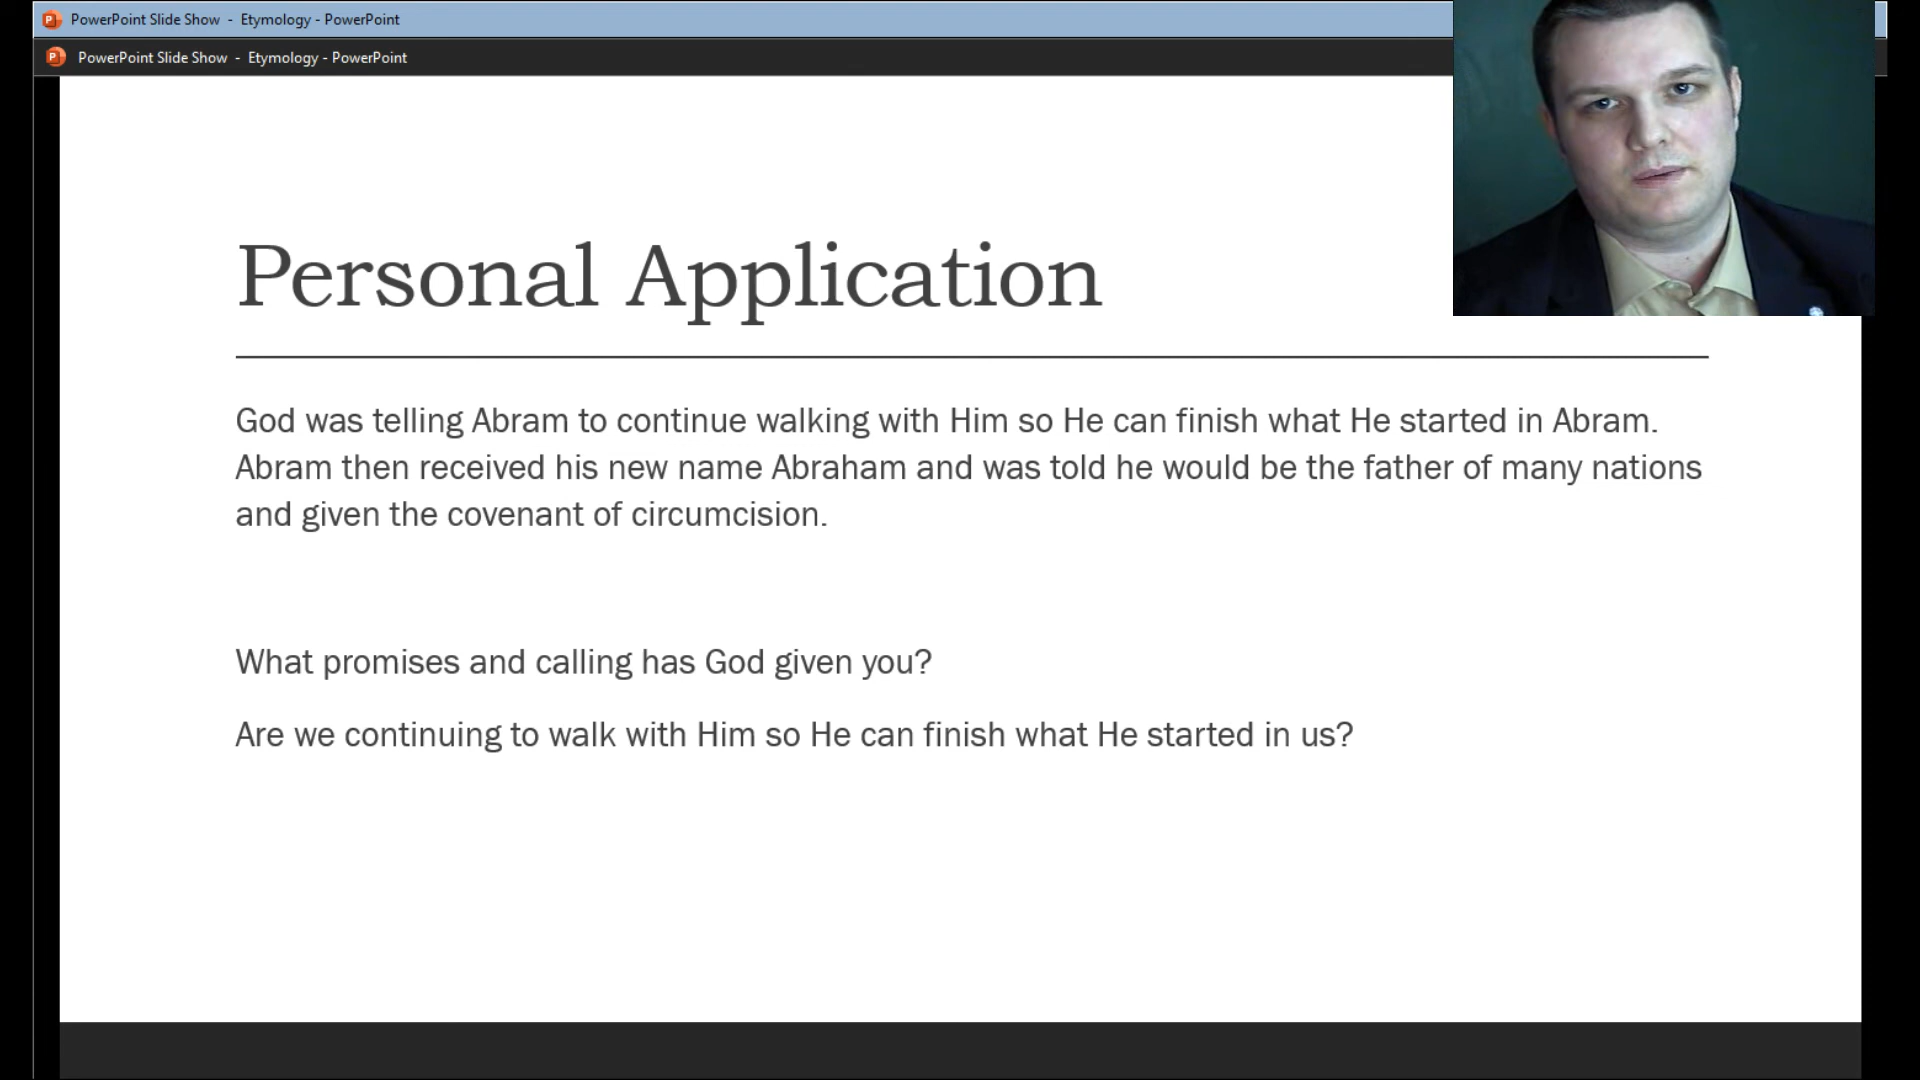 PowerPoint Slide Show - Etymology - PowerPoint
PowerPoint Slide Show - Etymology - PowerPoint
Personal Application
God was telling Abram to continue walking with Him so He can finish what He started in Abram.
Abram then received his new name Abraham and was told he would be the father of many nations
and given the covenant of circumcision.
What promises and calling has God given you?
Are we continuing to walk with Him so He can finish what He started in us?